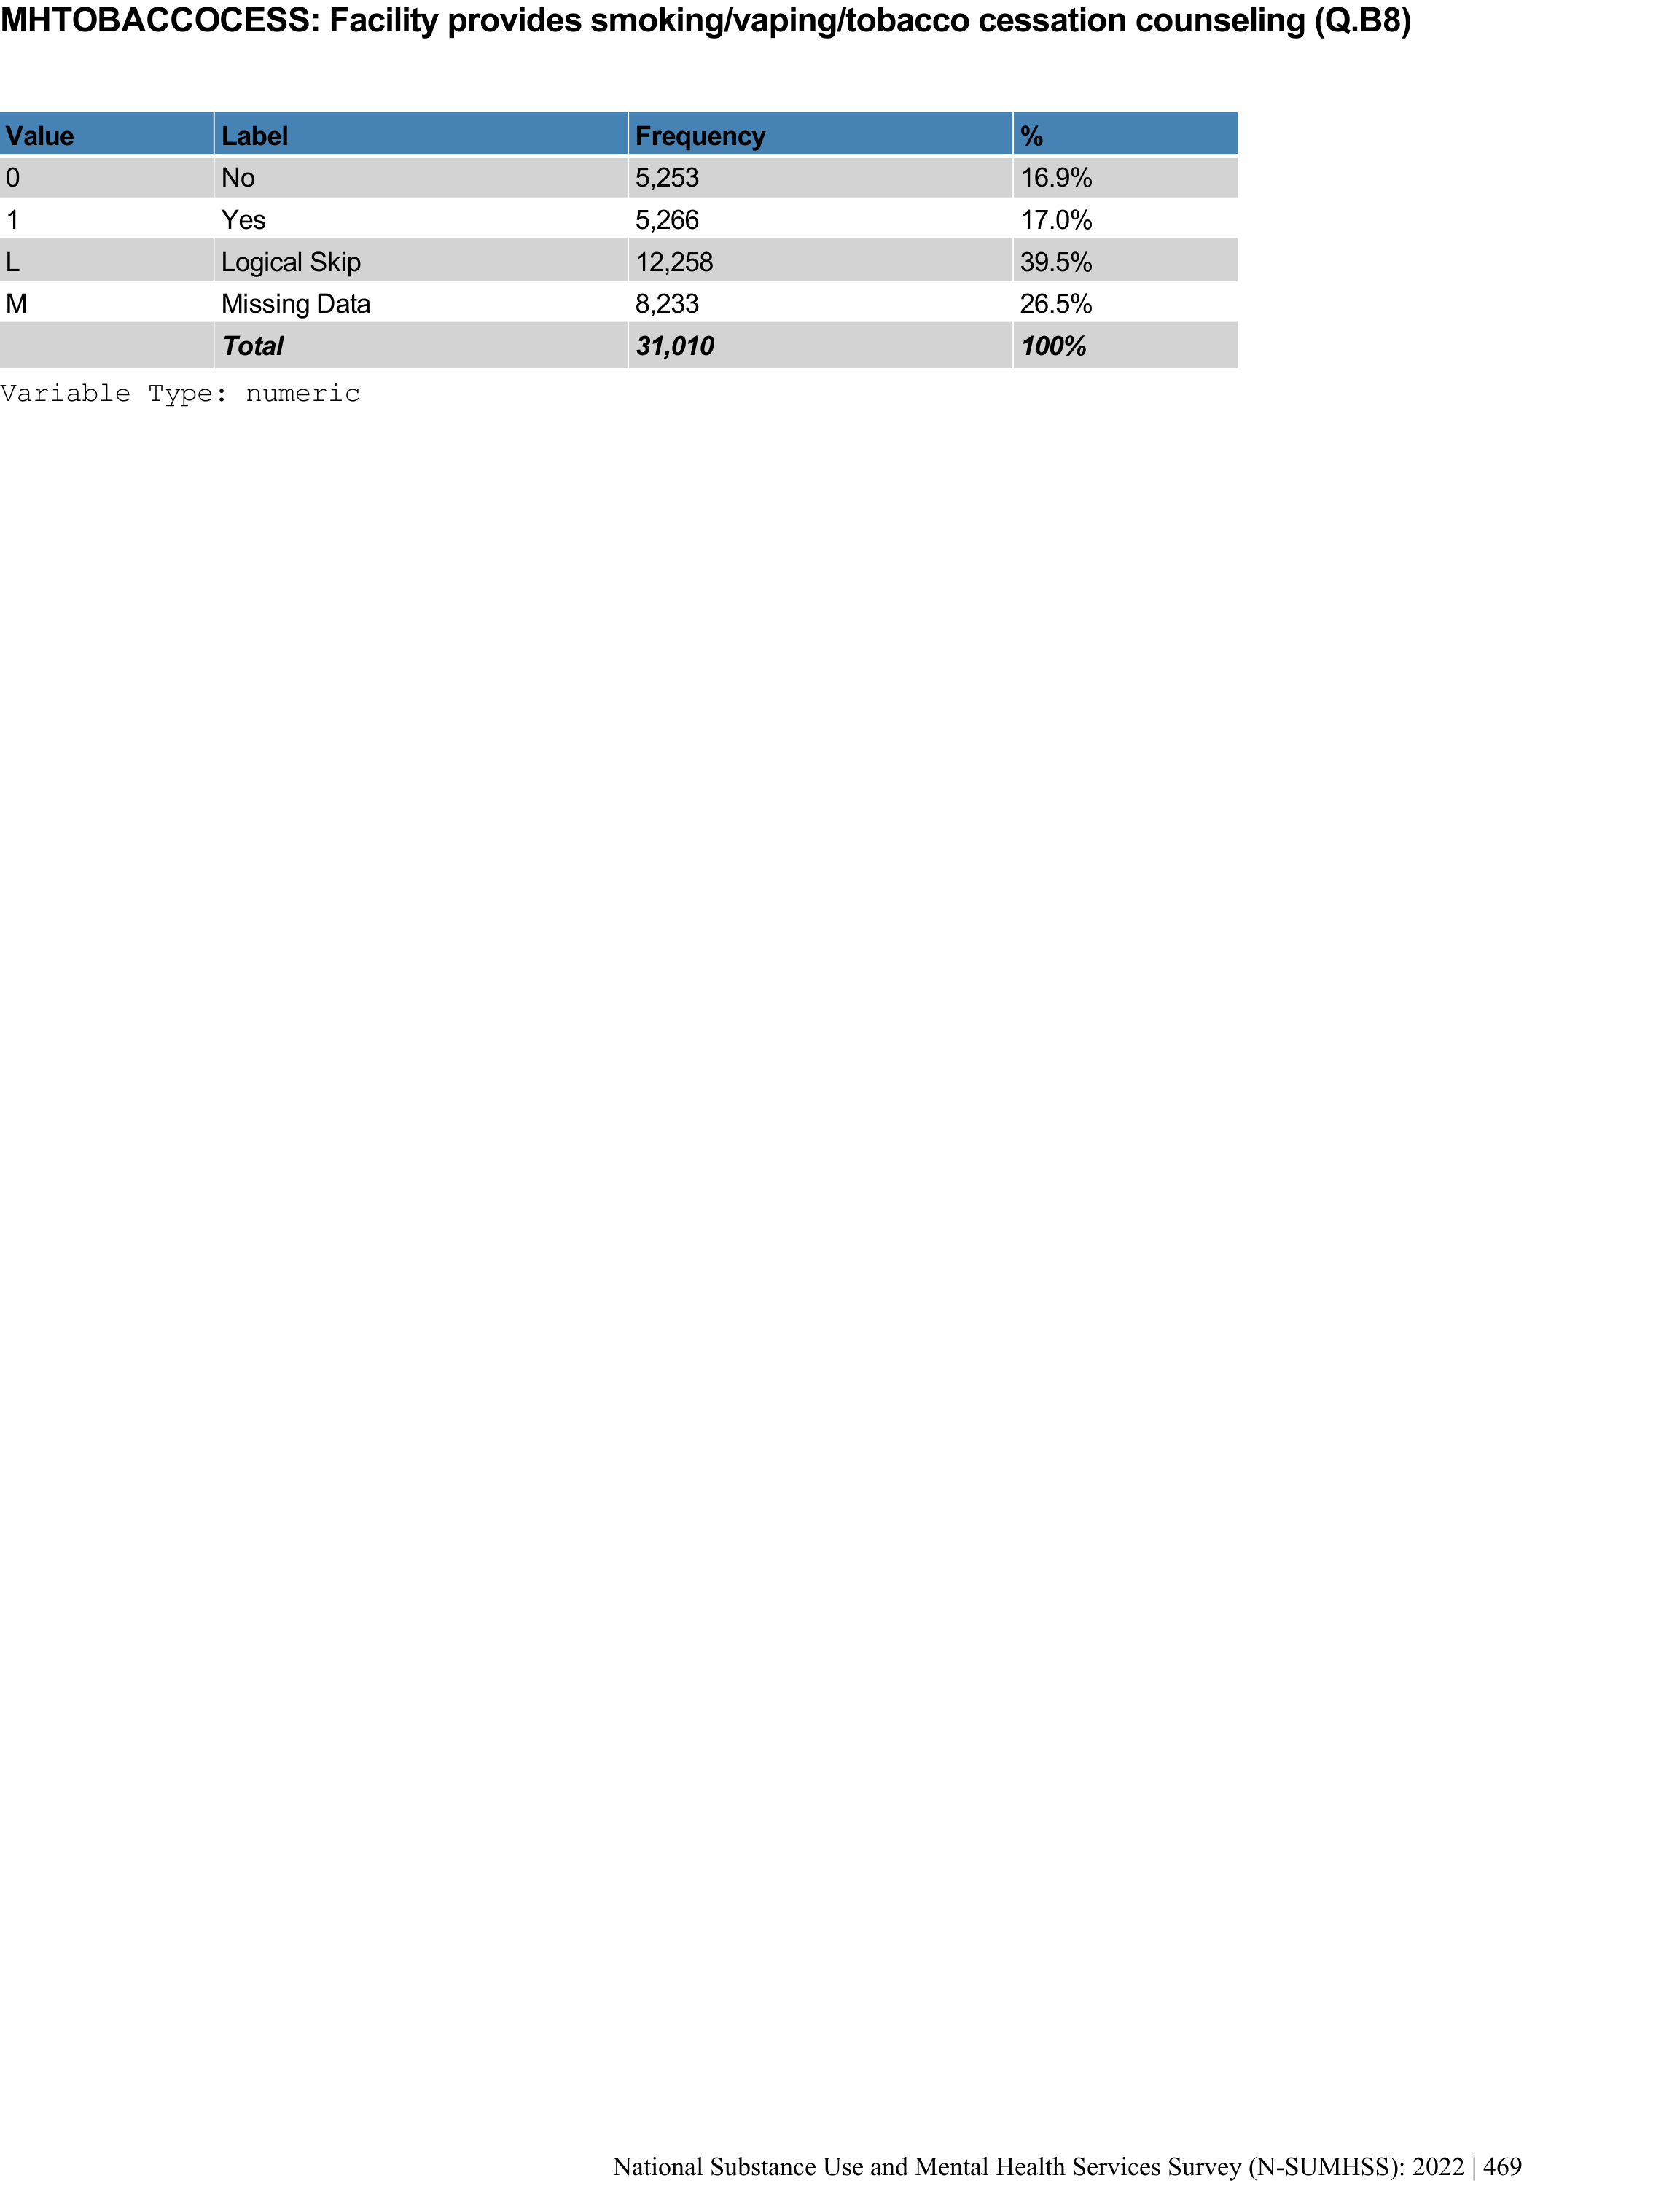 MHTOBACCOCESS: Facility provides smoking/vaping/tobacco cessation counseling (Q.B8)
Value Label Frequency %
0 No 5,253 16.9%
1 Yes 5,266 17.0%
L Logical Skip 12,258 39.5%
M Missing Data 8,233 26.5%
Total 31,010 100%
Variable Type: numeric
National Substance Use and Mental Health Services Survey (N-SUMHSS): 2022 | 469